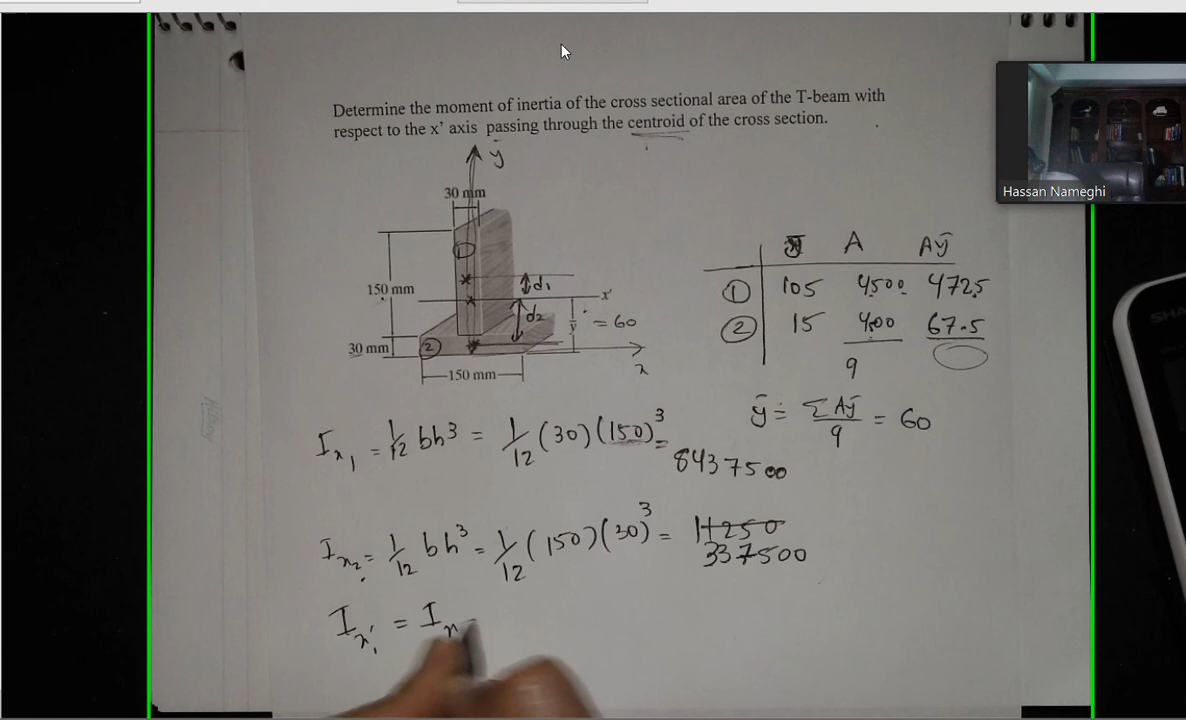 Determine the moment of inertia of the cross sectional area of the T-beam with
respect to the x' axis passing through the centroid of the cross section.
Hassan Nameghi
ȳ
30 mm
1
A Aȳ
① 105 4500 4725
150 mm
d₁
x'
d₂
ȳ = 60
② 15 67.5
30 mm
2
x
150 mm
9
ȳ = ΣAȳ/9 = 60
Ix₁ = 1/12 bh³ = 1/12 (30)(150)³ =
8437500
Ix₂ = 1/12 bh³ = 1/12 (150)(30)³ = 11250
337500
Ix'₁ = Ix
SHA